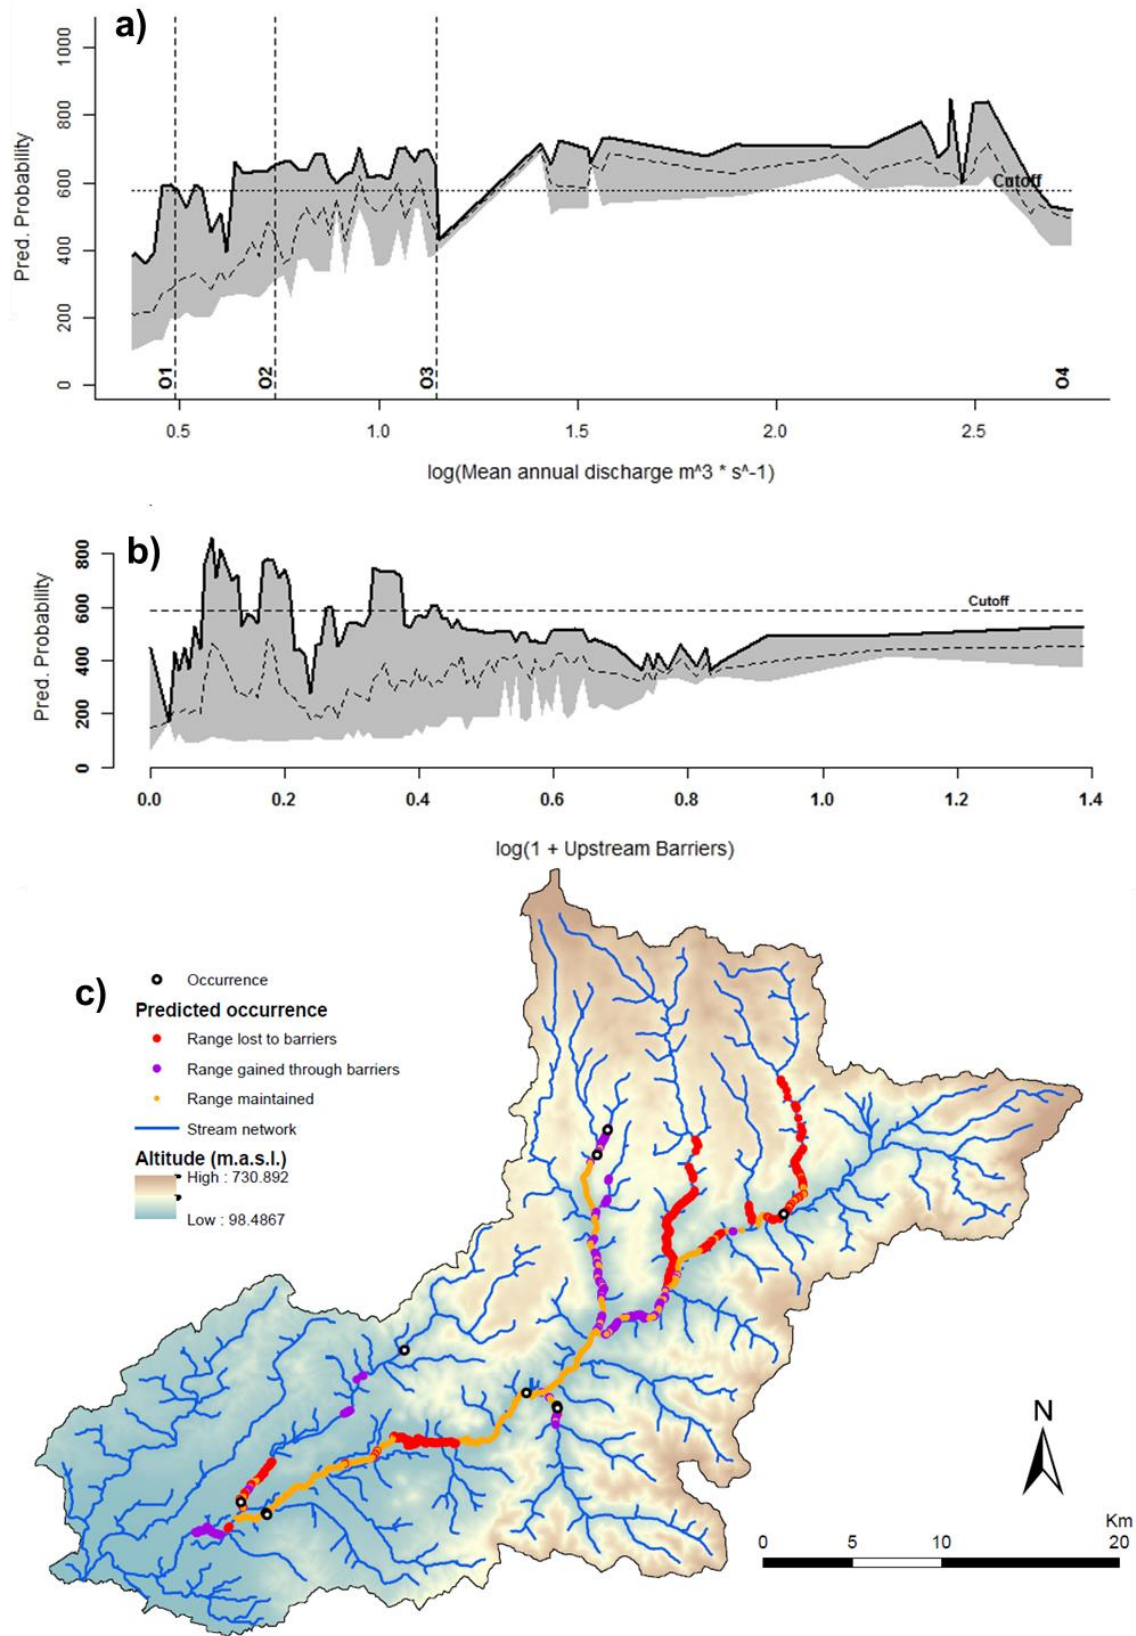 a)
1000
800
600
400
200
0
Pred. Probability
Cutoff
O1
O2
O3
O4
0.5 1.0 1.5 2.0 2.5
log(Mean annual discharge m^3 * s^-1)
b)
800
600
400
200
0
Pred. Probability
Cutoff
0.0 0.2 0.4 0.6 0.8 1.0 1.2 1.4
log(1 + Upstream Barriers)
c)
Occurrence
Predicted occurrence
Range lost to barriers
Range gained through barriers
Range maintained
Stream network
Altitude (m.a.s.l.)
High : 730.892
Low : 98.4867
N
Km
0 5 10 20